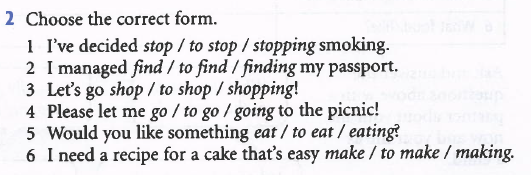 2 Choose the correct form.
1 I've decided stop / to stop / stopping smoking.
2 I managed find / to find / finding my passport.
3 Let's go shop / to shop / shopping!
4 Please let me go / to go / going to the picnic!
5 Would you like something eat / to eat / eating?
6 I need a recipe for a cake that's easy make / to make / making.